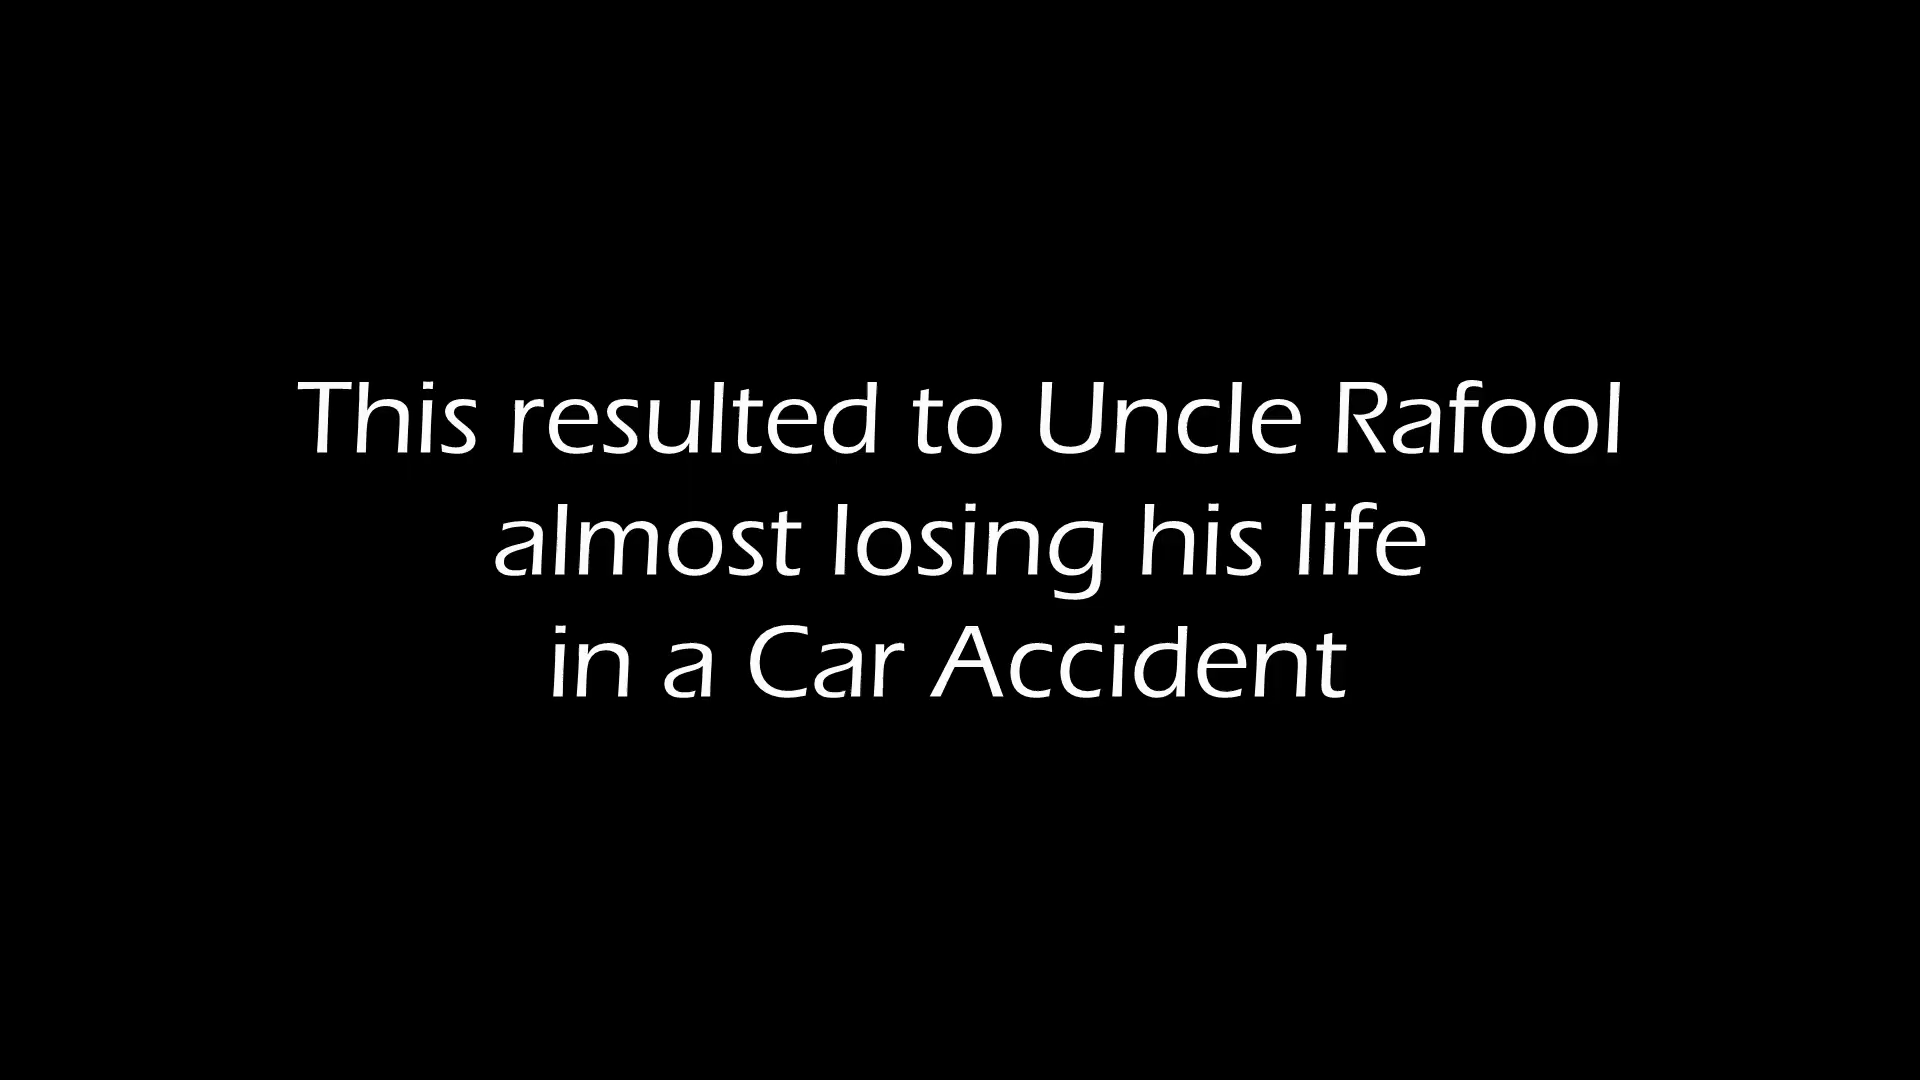 This resulted to Uncle Rafool
almost losing his life
in a Car Accident